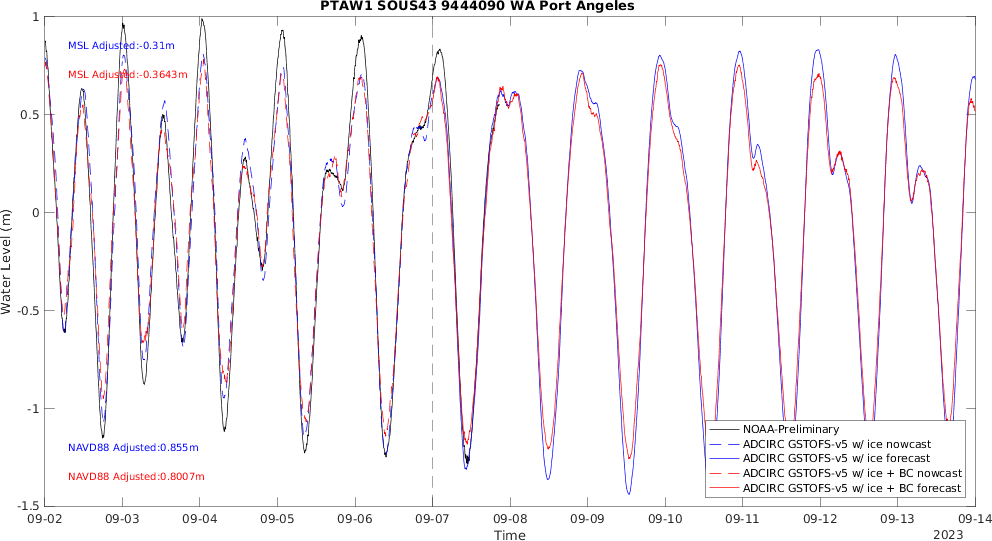 PTAW1 SOUS43 9444090 WA Port Angeles
1
0.5
0
-0.5
-1
-1.5
Water Level (m)
MSL Adjusted:-0.31m
MSL Adjusted:-0.3643m
NAVD88 Adjusted:0.855m
NAVD88 Adjusted:0.8007m
NOAA-Preliminary
ADCIRC GSTOFS-v5 w/ ice nowcast
ADCIRC GSTOFS-v5 w/ ice forecast
ADCIRC GSTOFS-v5 w/ ice + BC nowcast
ADCIRC GSTOFS-v5 w/ ice + BC forecast
09-02 09-03 09-04 09-05 09-06 09-07 09-08 09-09 09-10 09-11 09-12 09-13 09-14
Time
2023